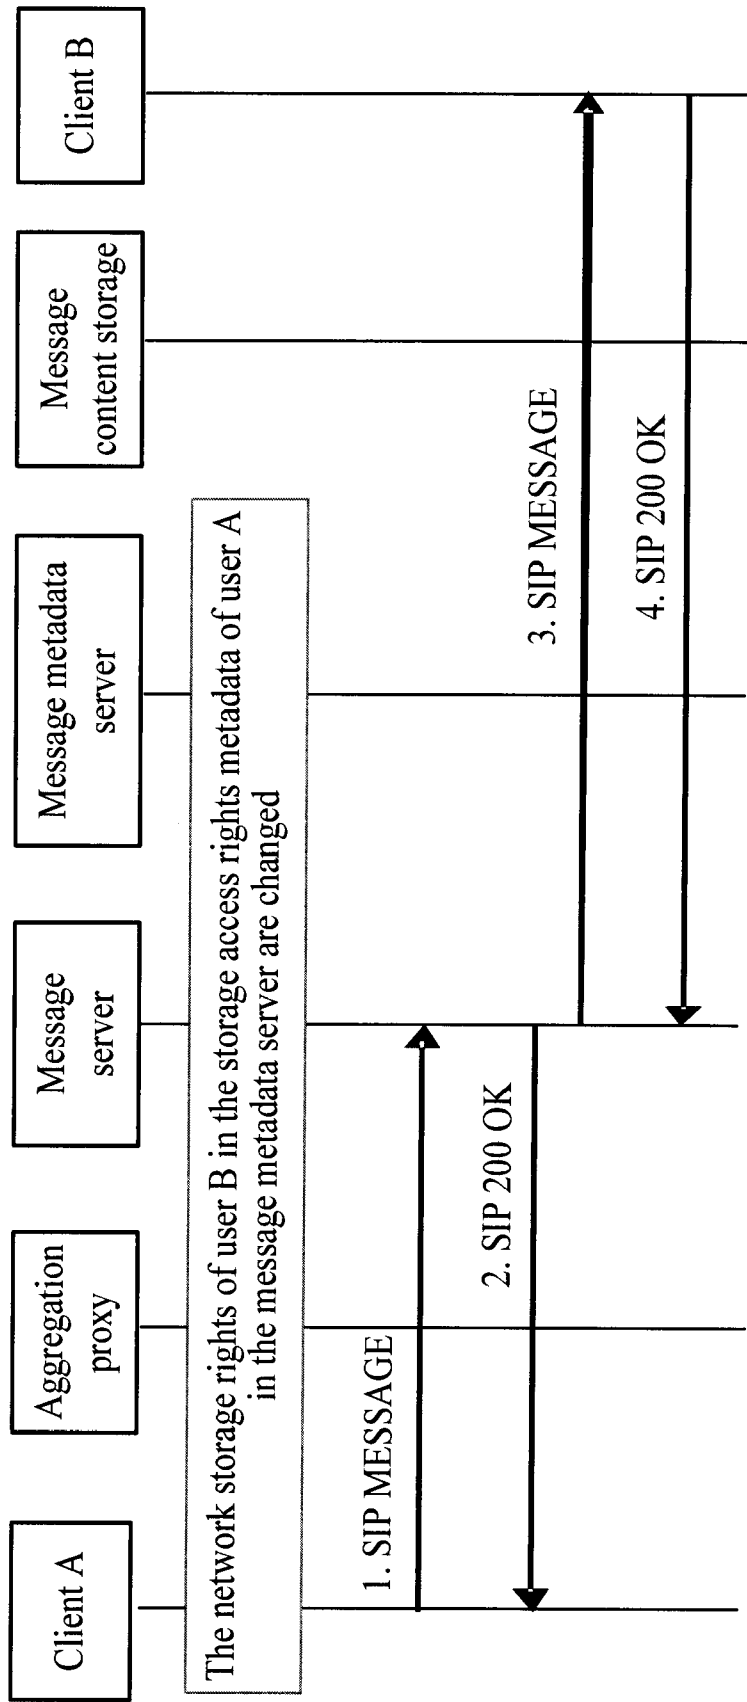 Client A
Aggregation
proxy
Message
server
Message metadata
server
Message
content storage
Client B
The network storage rights of user B in the storage access rights metadata of user A
in the message metadata server are changed
1. SIP MESSAGE
2. SIP 200 OK
3. SIP MESSAGE
4. SIP 200 OK